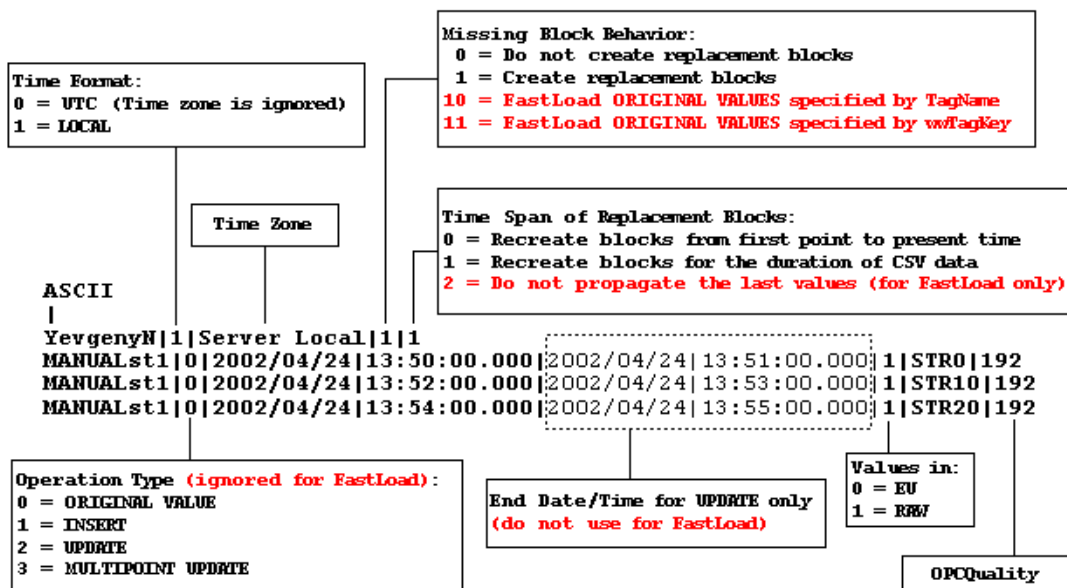 Missing Block Behavior:
0 = Do not create replacement blocks
1 = Create replacement blocks
10 = FastLoad ORIGINAL VALUES specified by TagName
11 = FastLoad ORIGINAL VALUES specified by wwTagKey
Time Format:
0 = UTC (Time zone is ignored)
1 = LOCAL
Time Zone
Time Span of Replacement Blocks:
0 = Recreate blocks from first point to present time
1 = Recreate blocks for the duration of CSV data
2 = Do not propagate the last values (for FastLoad only)
ASCII
|
YevgenyN|1|Server Local|1|1
MANUALst1|0|2002/04/24|13:50:00.000|2002/04/24|13:51:00.000|1|STR0|192
MANUALst1|0|2002/04/24|13:52:00.000|2002/04/24|13:53:00.000|1|STR10|192
MANUALst1|0|2002/04/24|13:54:00.000|2002/04/24|13:55:00.000|1|STR20|192
Operation Type (ignored for FastLoad):
0 = ORIGINAL VALUE
1 = INSERT
2 = UPDATE
3 = MULTIPOINT UPDATE
End Date/Time for UPDATE only
(do not use for FastLoad)
Values in:
0 = EU
1 = RAW
OPCQuality